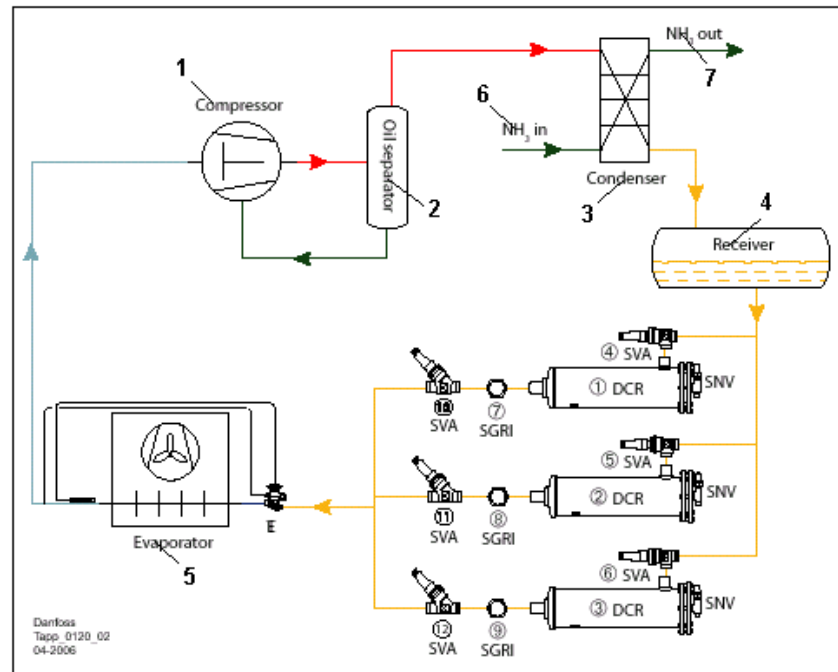 1
Compressor
Oil separator
2
6
NH3 in
NH3 out
7
Condenser
3
4
Receiver
④ SVA
① DCR
SNV
⑩
SVA
⑦
SGRI
⑤ SVA
② DCR
SNV
⑪
SVA
⑧
SGRI
⑥ SVA
③ DCR
SNV
⑫
SVA
⑨
SGRI
E
Evaporator
5
Danfoss
Tapp_0120_02
04-2006